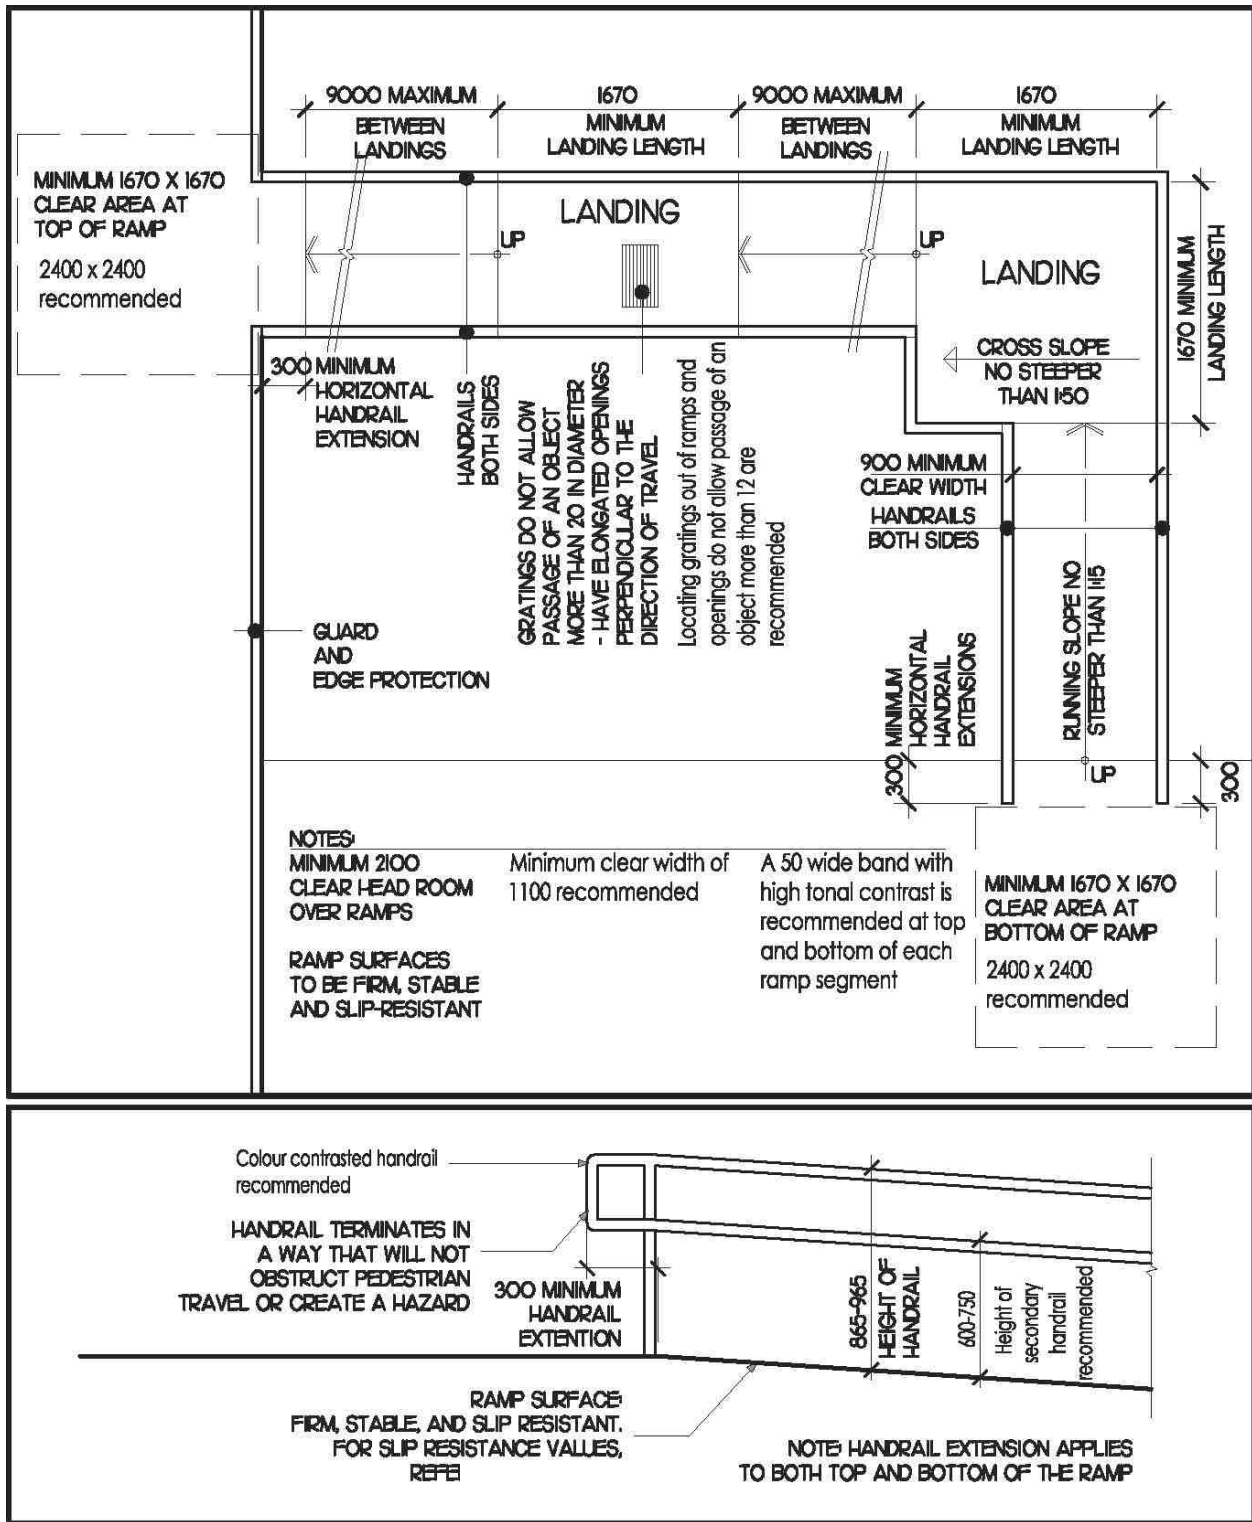 9000 MAXIMUM
BETWEEN
LANDINGS
1670
MINIMUM
LANDING LENGTH
9000 MAXIMUM
BETWEEN
LANDINGS
1670
MINIMUM
LANDING LENGTH
MINIMUM 1670 X 1670
CLEAR AREA AT
TOP OF RAMP
2400 x 2400
recommended
LANDING
UP
UP
LANDING
1670 MINIMUM
LANDING LENGTH
CROSS SLOPE
NO STEEPER
THAN 1:50
300 MINIMUM
HORIZONTAL
HANDRAIL
EXTENSION
HANDRAILS
BOTH SIDES
GRATINGS DO NOT ALLOW
PASSAGE OF AN OBJECT
MORE THAN 20 IN DIAMETER
- HAVE ELONGATED OPENINGS
PERPENDICULAR TO THE
DIRECTION OF TRAVEL
Locating gratings out of ramps and
openings do not allow passage of an
object more than 12 are
recommended
900 MINIMUM
CLEAR WIDTH
HANDRAILS
BOTH SIDES
GUARD
AND
EDGE PROTECTION
RUNNING SLOPE NO
STEEPER THAN 1:15
300 MINIMUM
HORIZONTAL
HANDRAIL
EXTENSIONS
UP
300
NOTES:
MINIMUM 2100
CLEAR HEAD ROOM
OVER RAMPS
RAMP SURFACES
TO BE FIRM, STABLE
AND SLIP-RESISTANT
Minimum clear width of
1100 recommended
A 50 wide band with
high tonal contrast is
recommended at top
and bottom of each
ramp segment
MINIMUM 1670 X 1670
CLEAR AREA AT
BOTTOM OF RAMP
2400 x 2400
recommended
Colour contrasted handrail
recommended
HANDRAIL TERMINATES IN
A WAY THAT WILL NOT
OBSTRUCT PEDESTRIAN
TRAVEL OR CREATE A HAZARD
300 MINIMUM
HANDRAIL
EXTENTION
865-965
HEIGHT OF
HANDRAIL
600-750
Height of
secondary
handrail
recommended
RAMP SURFACE:
FIRM, STABLE, AND SLIP RESISTANT.
FOR SLIP RESISTANCE VALUES,
NOTE: HANDRAIL EXTENSION APPLIES
TO BOTH TOP AND BOTTOM OF THE RAMP